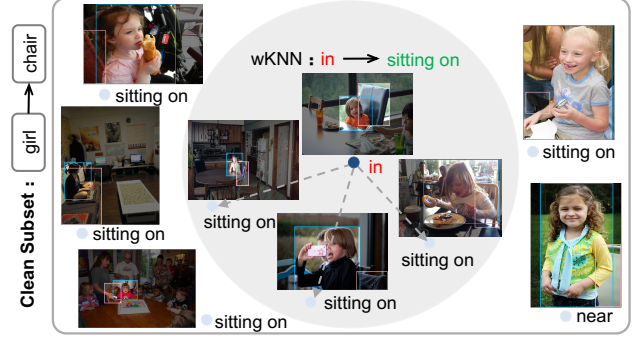 Clean Subset :
girl
chair
wKNN : in
sitting on
sitting on
in
sitting on
sitting on
sitting on
sitting on
sitting on
sitting on
near